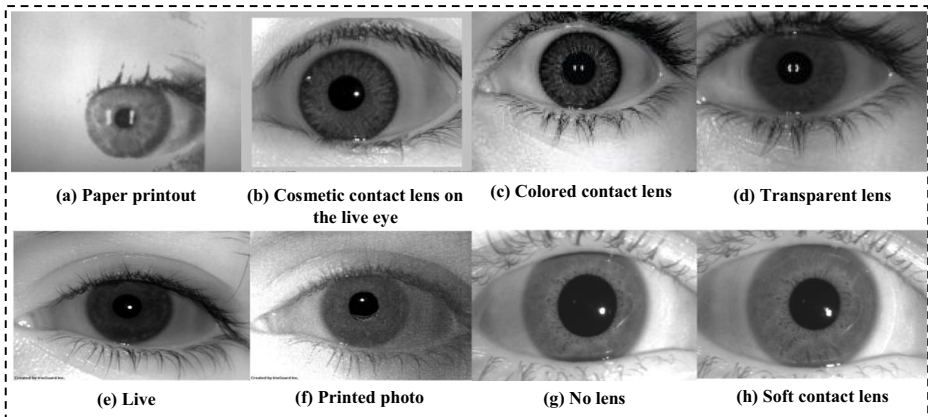 (a) Paper printout
(b) Cosmetic contact lens on
the live eye
(c) Colored contact lens
(d) Transparent lens
(e) Live
(f) Printed photo
(g) No lens
(h) Soft contact lens